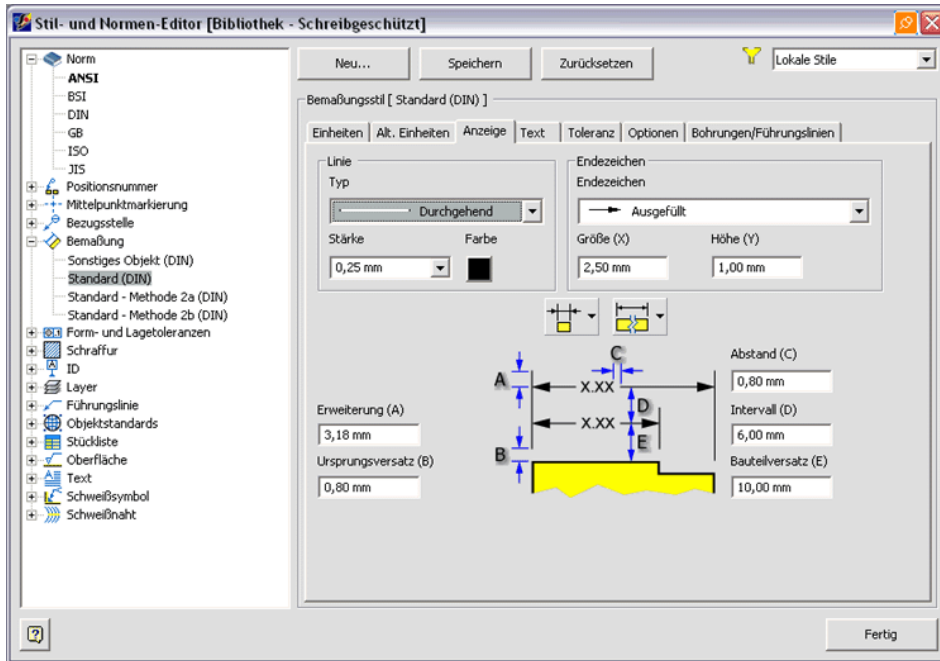 Stil- und Normen-Editor [Bibliothek - Schreibgeschützt]
Norm
ANSI
BSI
DIN
GB
ISO
JIS
Positionsnummer
Mittelpunktmarkierung
Bezugsstelle
Bemaßung
Sonstiges Objekt (DIN)
Standard (DIN)
Standard - Methode 2a (DIN)
Standard - Methode 2b (DIN)
Form- und Lagetoleranzen
Schraffur
ID
Layer
Führungslinie
Objektstandards
Stückliste
Oberfläche
Text
Schweißsymbol
Schweißnaht
Neu...
Speichern
Zurücksetzen
Lokale Stile
Bemaßungsstil [ Standard (DIN) ]
Einheiten
Alt. Einheiten
Anzeige
Text
Toleranz
Optionen
Bohrungen/Führungslinien
Linie
Typ
Durchgehend
Stärke
Farbe
0,25 mm
Endezeichen
Endezeichen
Ausgefüllt
Größe (X)
Höhe (Y)
2,50 mm
1,00 mm
Erweiterung (A)
3,18 mm
Ursprungsversatz (B)
0,80 mm
C
A
X.XX
D
X.XX
E
B
Abstand (C)
0,80 mm
Intervall (D)
6,00 mm
Bauteilversatz (E)
10,00 mm
Fertig